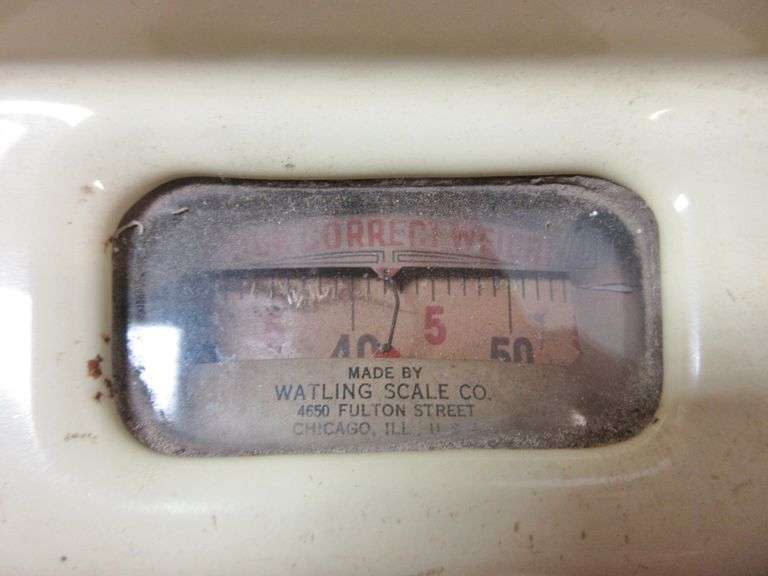 CORRECT WEIGHT
40 5 50
MADE BY
WATLING SCALE CO.
4650 FULTON STREET
CHICAGO, ILL., U.S.